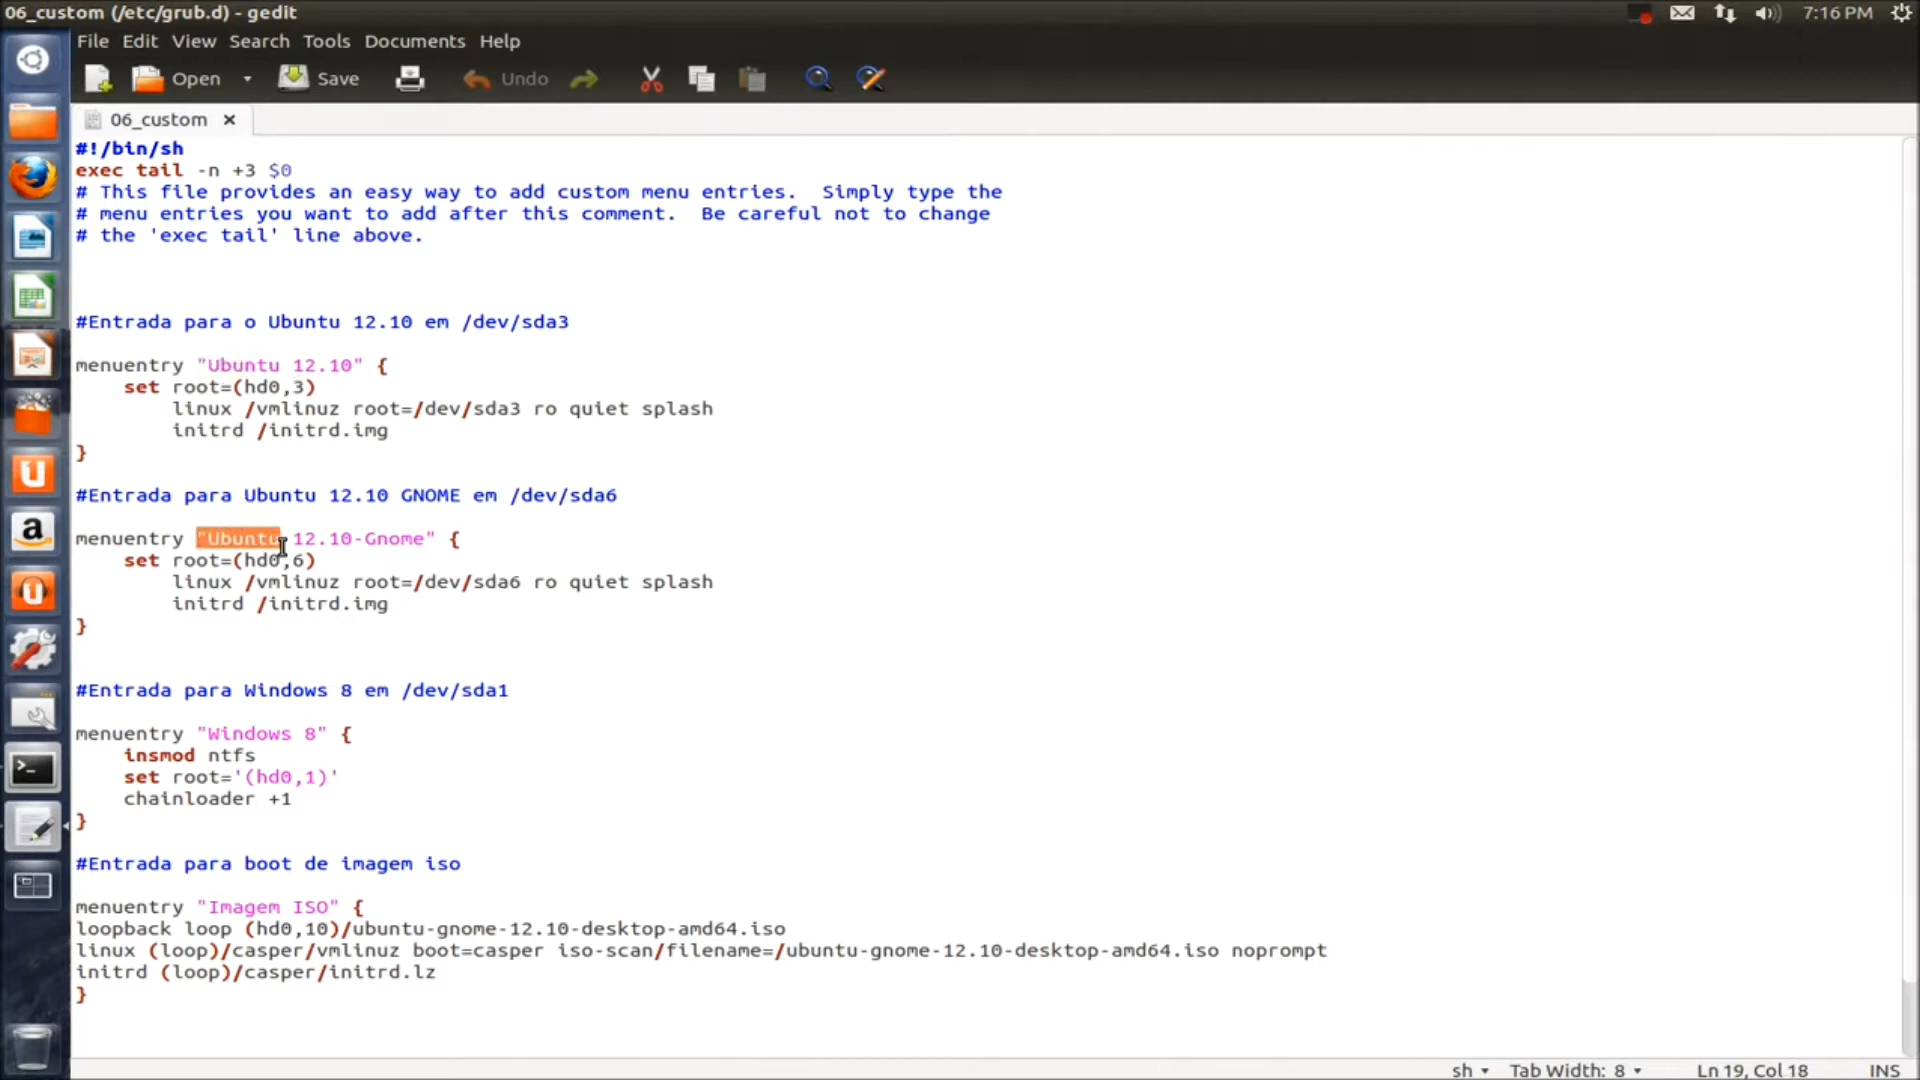 06_custom (/etc/grub.d) - gedit
7:16 PM
File Edit View Search Tools Documents Help
Open Save Undo
06_custom
#!/bin/sh
exec tail -n +3 $0
# This file provides an easy way to add custom menu entries.  Simply type the
# menu entries you want to add after this comment.  Be careful not to change
# the 'exec tail' line above.
#Entrada para o Ubuntu 12.10 em /dev/sda3
menuentry "Ubuntu 12.10" {
set root=(hd0,3)
linux /vmlinuz root=/dev/sda3 ro quiet splash
initrd /initrd.img
}
#Entrada para Ubuntu 12.10 GNOME em /dev/sda6
menuentry "Ubuntu 12.10-Gnome" {
set root=(hd0,6)
linux /vmlinuz root=/dev/sda6 ro quiet splash
initrd /initrd.img
}
#Entrada para Windows 8 em /dev/sda1
menuentry "Windows 8" {
insmod ntfs
set root='(hd0,1)'
chainloader +1
}
#Entrada para boot de imagem iso
menuentry "Imagem ISO" {
loopback loop (hd0,10)/ubuntu-gnome-12.10-desktop-amd64.iso
linux (loop)/casper/vmlinuz boot=casper iso-scan/filename=/ubuntu-gnome-12.10-desktop-amd64.iso noprompt
initrd (loop)/casper/initrd.lz
}
sh Tab Width: 8 Ln 19, Col 18 INS